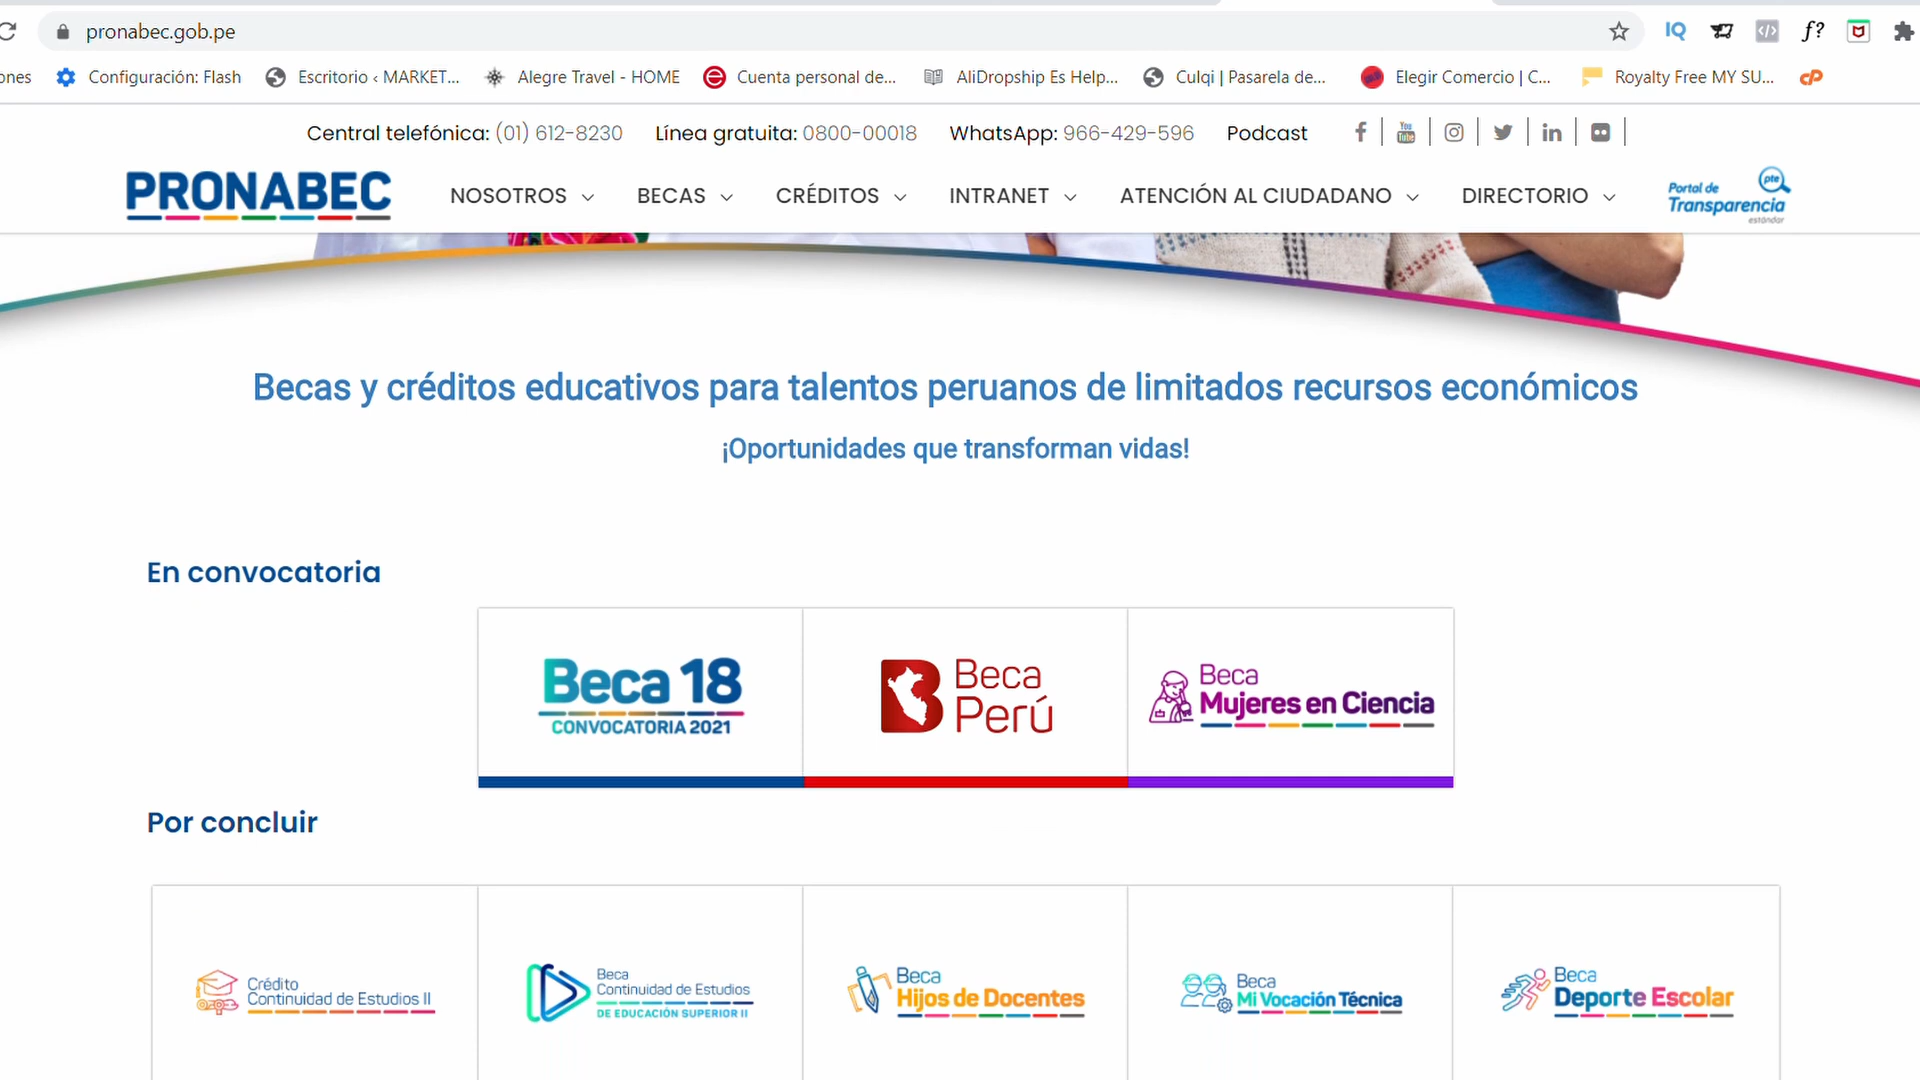 pronabec.gob.pe
IQ
</>
f?
ones
Configuración: Flash
Escritorio ‹ MARKET...
Alegre Travel - HOME
Cuenta personal de...
AliDropship Es Help...
Culqi | Pasarela de...
Elegir Comercio | C...
Royalty Free MY SU...
cP
Central telefónica: (01) 612-8230
Línea gratuita: 0800-00018
WhatsApp: 966-429-596
Podcast
You
Tube
PRONABEC
NOSOTROS
BECAS
CRÉDITOS
INTRANET
ATENCIÓN AL CIUDADANO
DIRECTORIO
Portal de
pte
Transparencia
estándar
Becas y créditos educativos para talentos peruanos de limitados recursos económicos
¡Oportunidades que transforman vidas!
En convocatoria
Beca 18
CONVOCATORIA 2021
B
Beca
Perú
Beca
Mujeres en Ciencia
Por concluir
Crédito
Continuidad de Estudios II
Beca
Continuidad de Estudios
DE EDUCACIÓN SUPERIOR II
Beca
Hijos de Docentes
Beca
Mi Vocación Técnica
Beca
Deporte Escolar